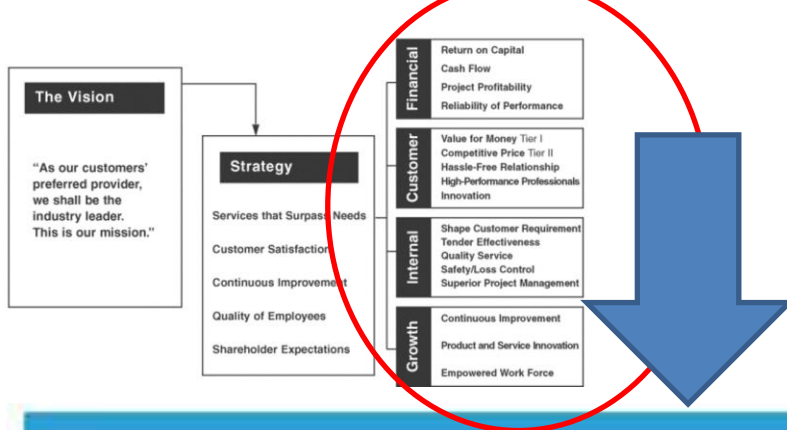 The Vision
“As our customers’
preferred provider,
we shall be the
industry leader.
This is our mission.”
Strategy
Services that Surpass Needs
Customer Satisfaction
Continuous Improvement
Quality of Employees
Shareholder Expectations
Financial
Return on Capital
Cash Flow
Project Profitability
Reliability of Performance
Customer
Value for Money Tier I
Competitive Price Tier II
Hassle-Free Relationship
High-Performance Professionals
Innovation
Internal
Shape Customer Requirement
Tender Effectiveness
Quality Service
Safety/Loss Control
Superior Project Management
Growth
Continuous Improvement
Product and Service Innovation
Empowered Work Force